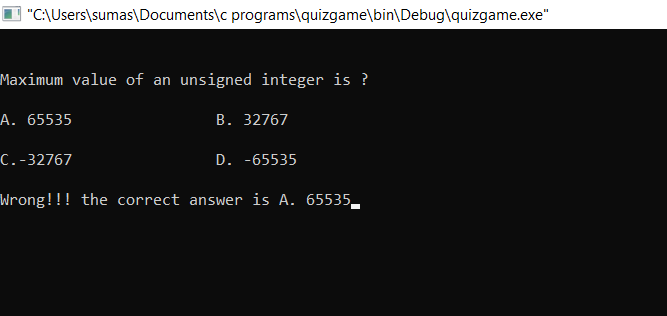 "C:\Users\sumas\Documents\c programs\quizgame\bin\Debug\quizgame.exe"
Maximum value of an unsigned integer is ?
A. 65535 B. 32767
C.-32767 D. -65535
Wrong!!! the correct answer is A. 65535